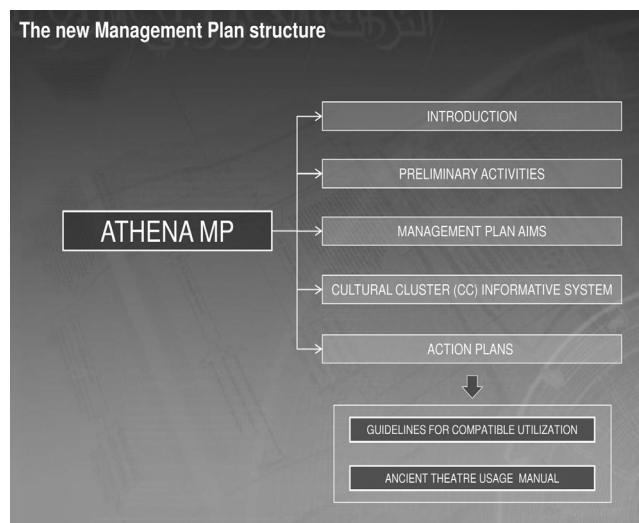 The new Management Plan structure
INTRODUCTION
PRELIMINARY ACTIVITIES
ATHENA MP
MANAGEMENT PLAN AIMS
CULTURAL CLUSTER (CC) INFORMATIVE SYSTEM
ACTION PLANS
GUIDELINES FOR COMPATIBLE UTILIZATION
ANCIENT THEATRE USAGE MANUAL